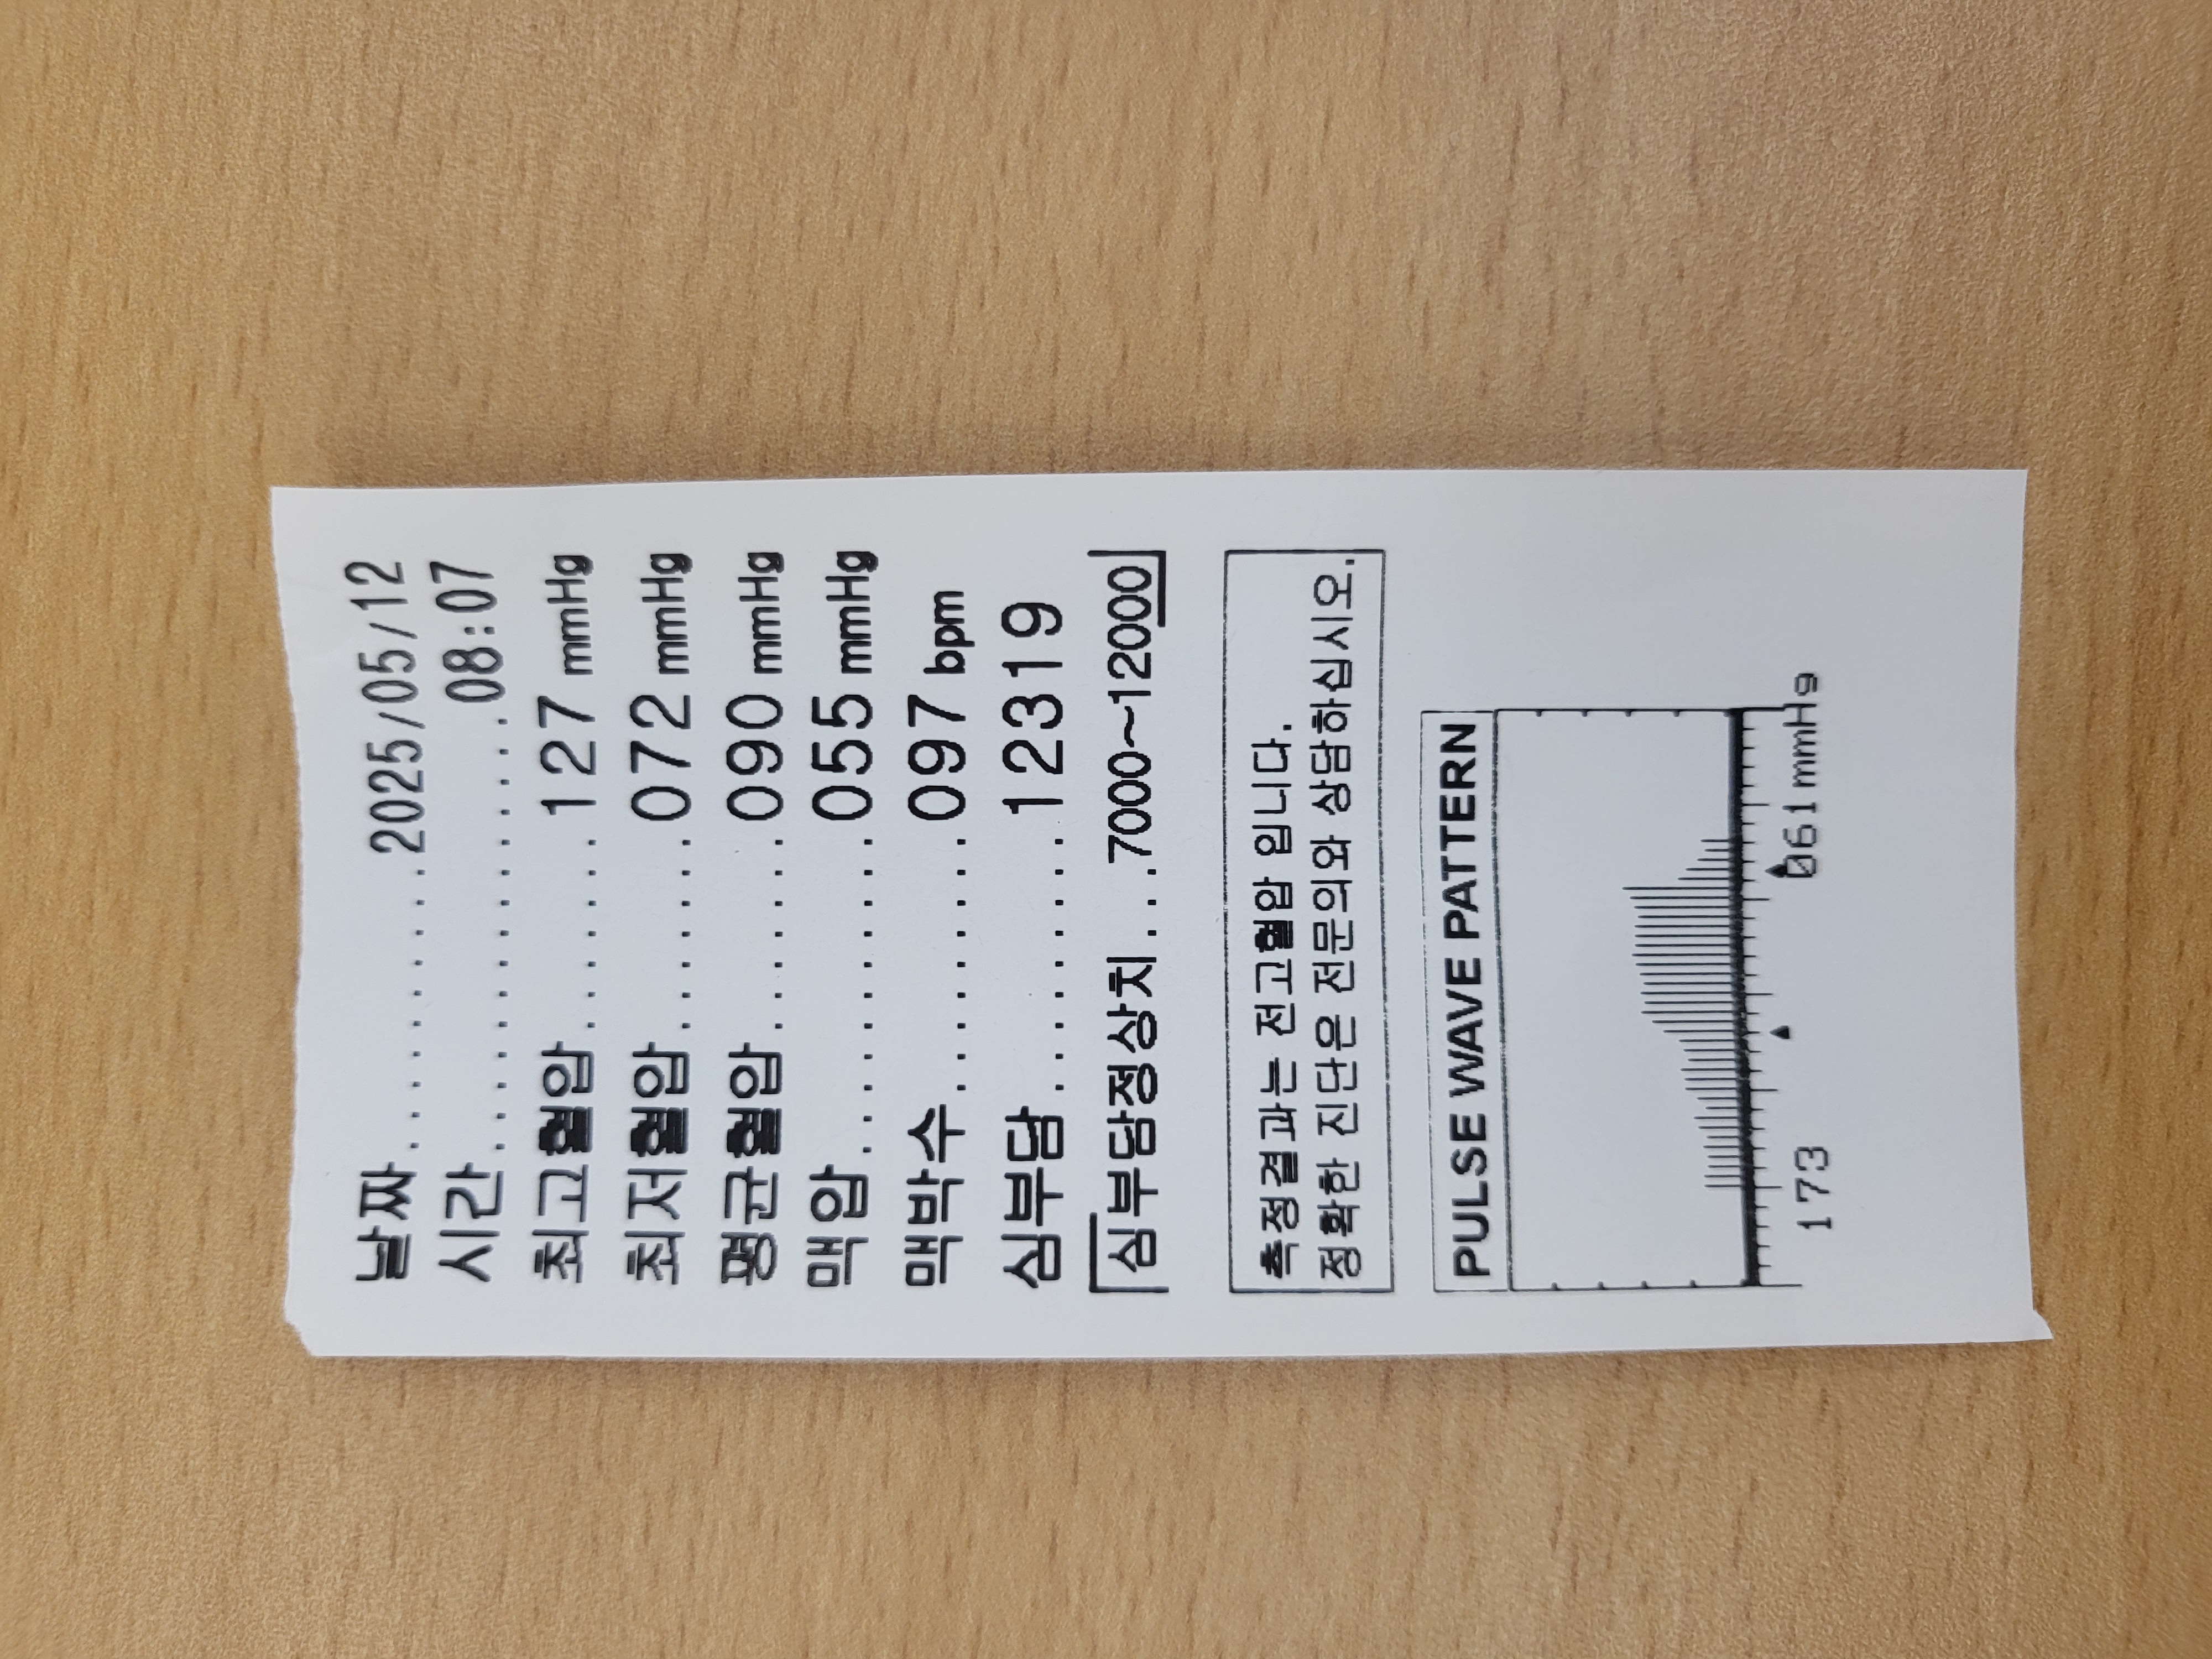 날짜...........2025/05/12
시간.................08:07
최고혈압.......127 mmHg
최저혈압.......072 mmHg
평균혈압.......090 mmHg
맥압............055 mmHg
맥박수.........097 bpm
심부담.........12319
심부담정상치...7000~12000
측정결과는 전고혈압 입니다.
정확한 진단은 전문의와 상담하십시오.
PULSE WAVE PATTERN
173 061mmHg